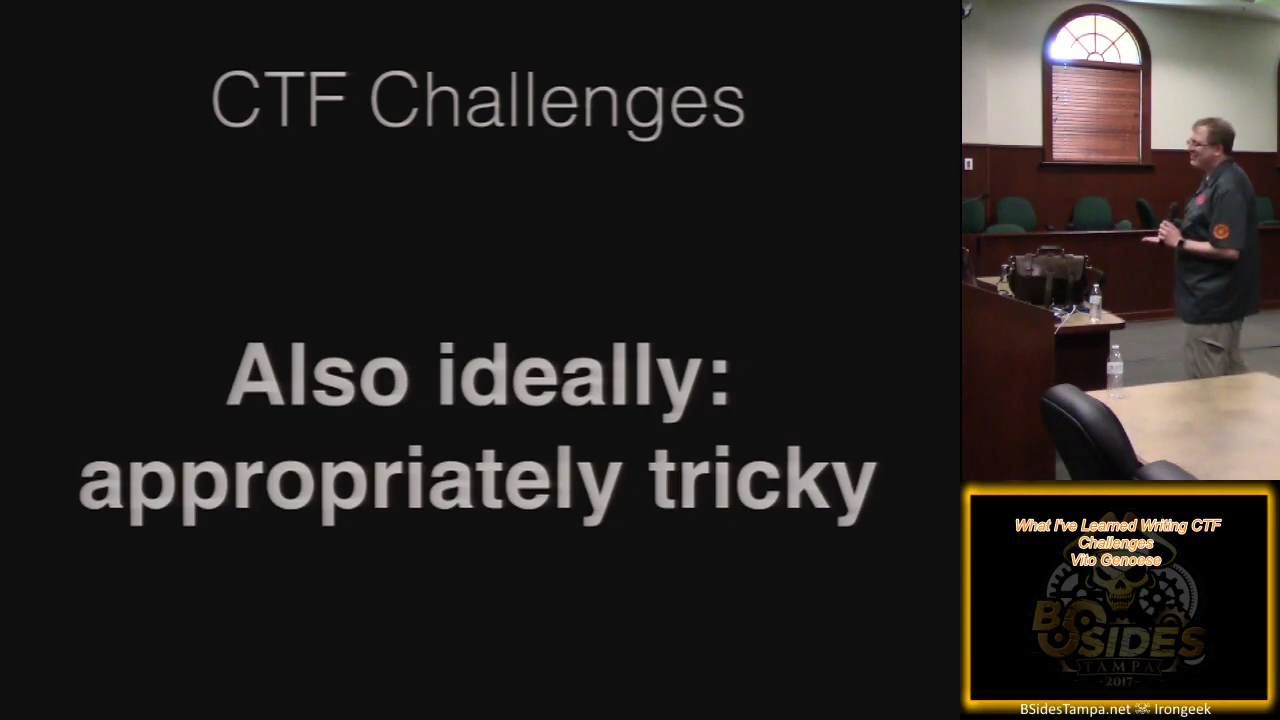 CTF Challenges
Also ideally:
appropriately tricky
What I've Learned Writing CTF
Challenges
Vito Genoese
BSIDES
TAMPA
-2017-
BSidesTampa.net Irongeek